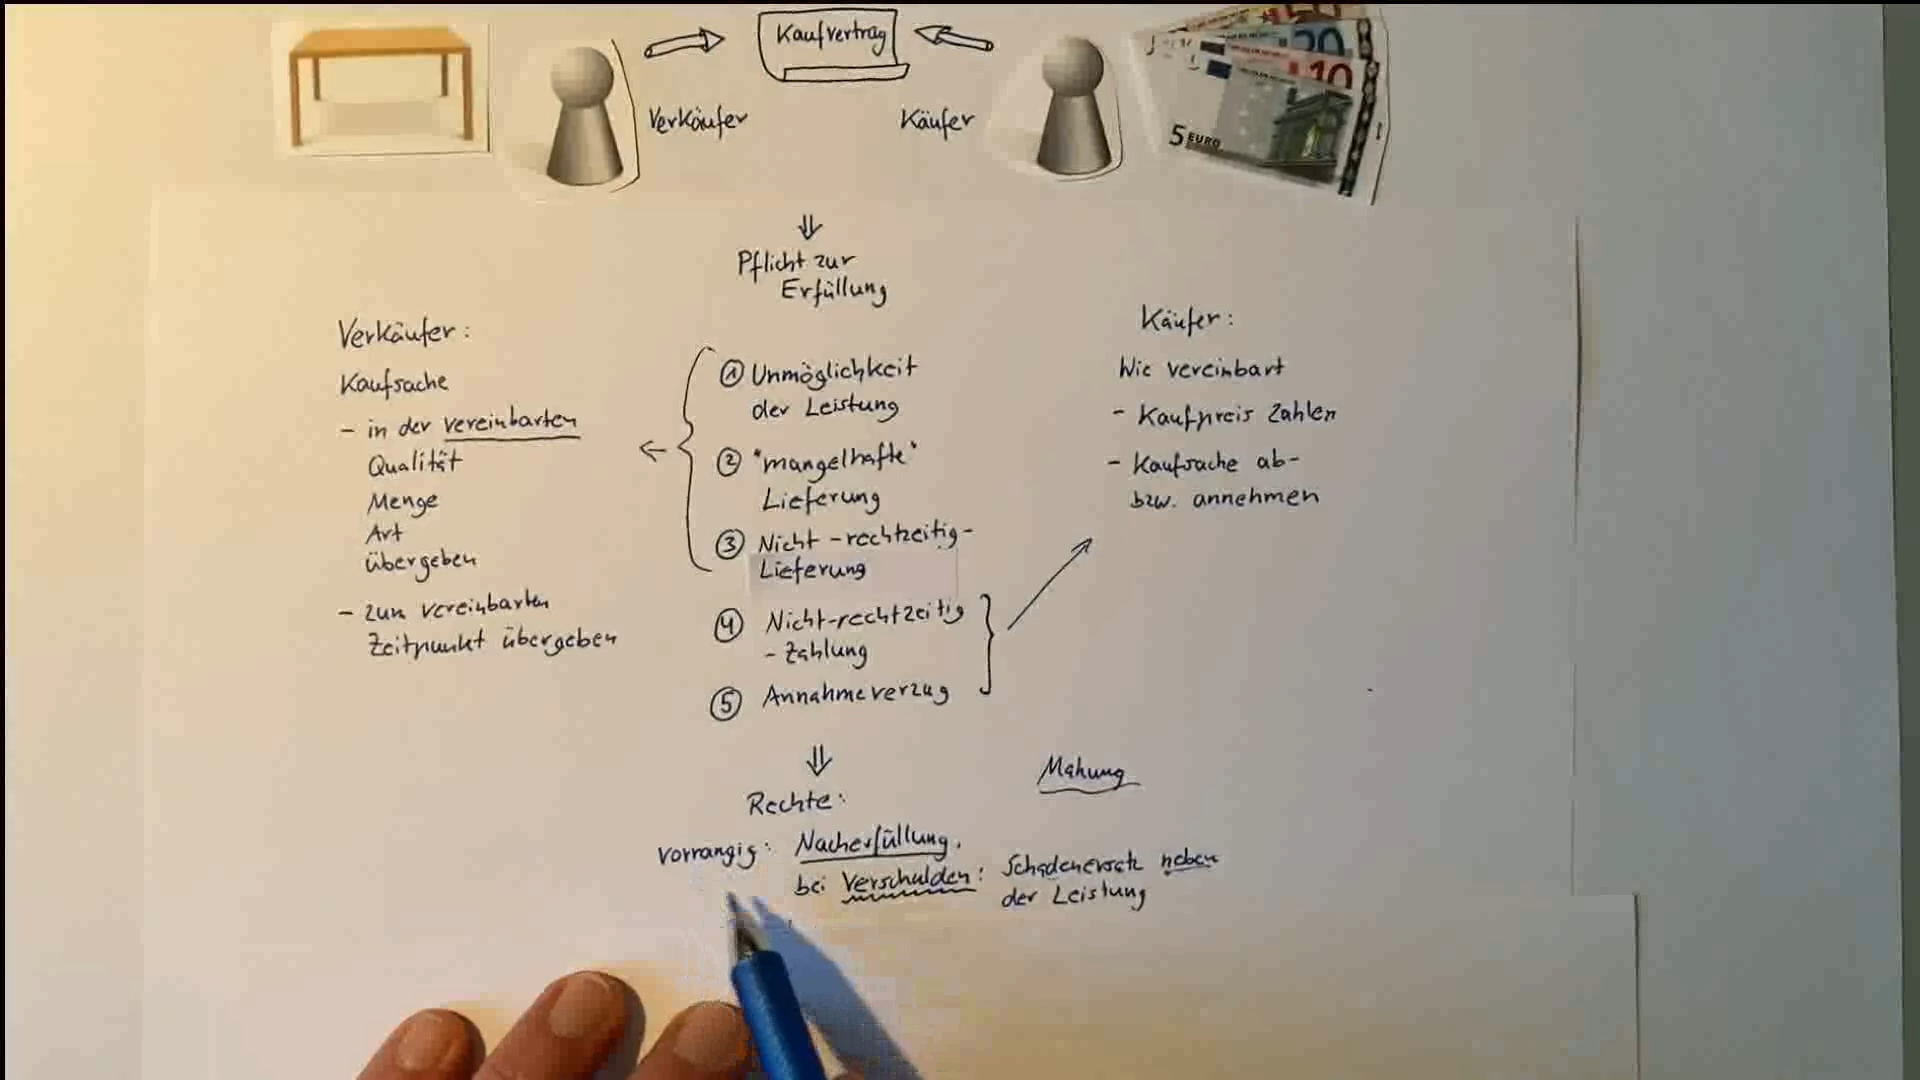 Kaufvertrag
Verkäufer
Käufer
20
10
5 EURO
Pflicht zur
Erfüllung
Verkäufer:
Kaufsache
- in der vereinbarten
Qualität
Menge
Art
übergeben
- zum vereinbarten
Zeitpunkt übergeben
① Unmöglichkeit
der Leistung
② "mangelhafte"
Lieferung
③ Nicht-rechtzeitig-
Lieferung
④ Nicht-rechtzeitig
- Zahlung
⑤ Annahmeverzug
Käufer:
Wie vereinbart
- Kaufpreis zahlen
- Kaufsache ab-
bzw. annehmen
Rechte:
Mahnung
vorrangig: Nacherfüllung,
bei Verschulden: Schadenersatz neben
der Leistung